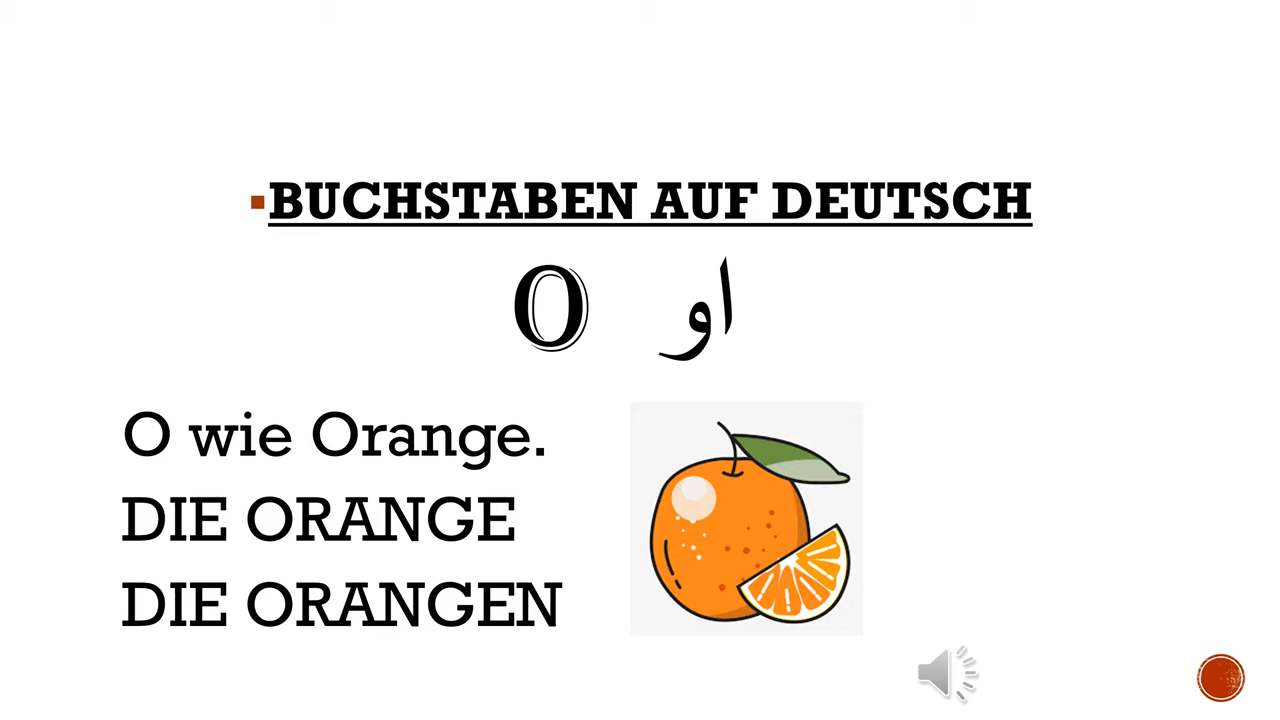 ▪BUCHSTABEN AUF DEUTSCH
O او
O wie Orange.
DIE ORANGE
DIE ORANGEN